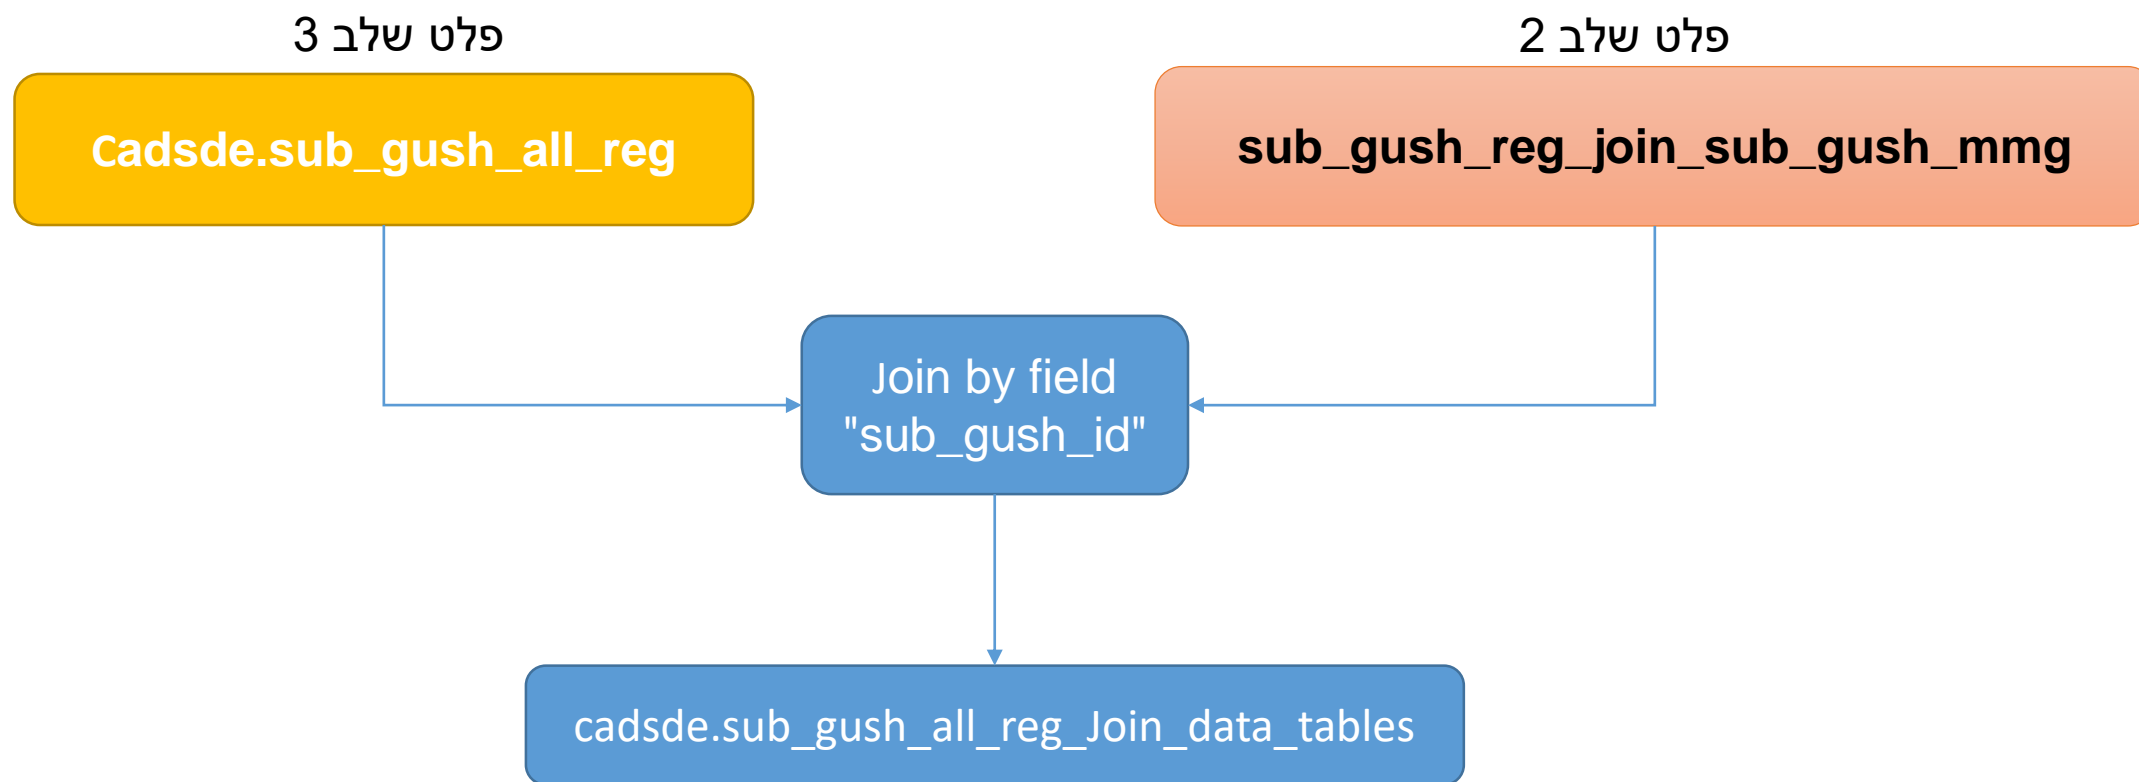 פלט שלב 3
פלט שלב 2
Cadsde.sub_gush_all_reg
sub_gush_reg_join_sub_gush_mmg
Join by field
"sub_gush_id"
cadsde.sub_gush_all_reg_Join_data_tables